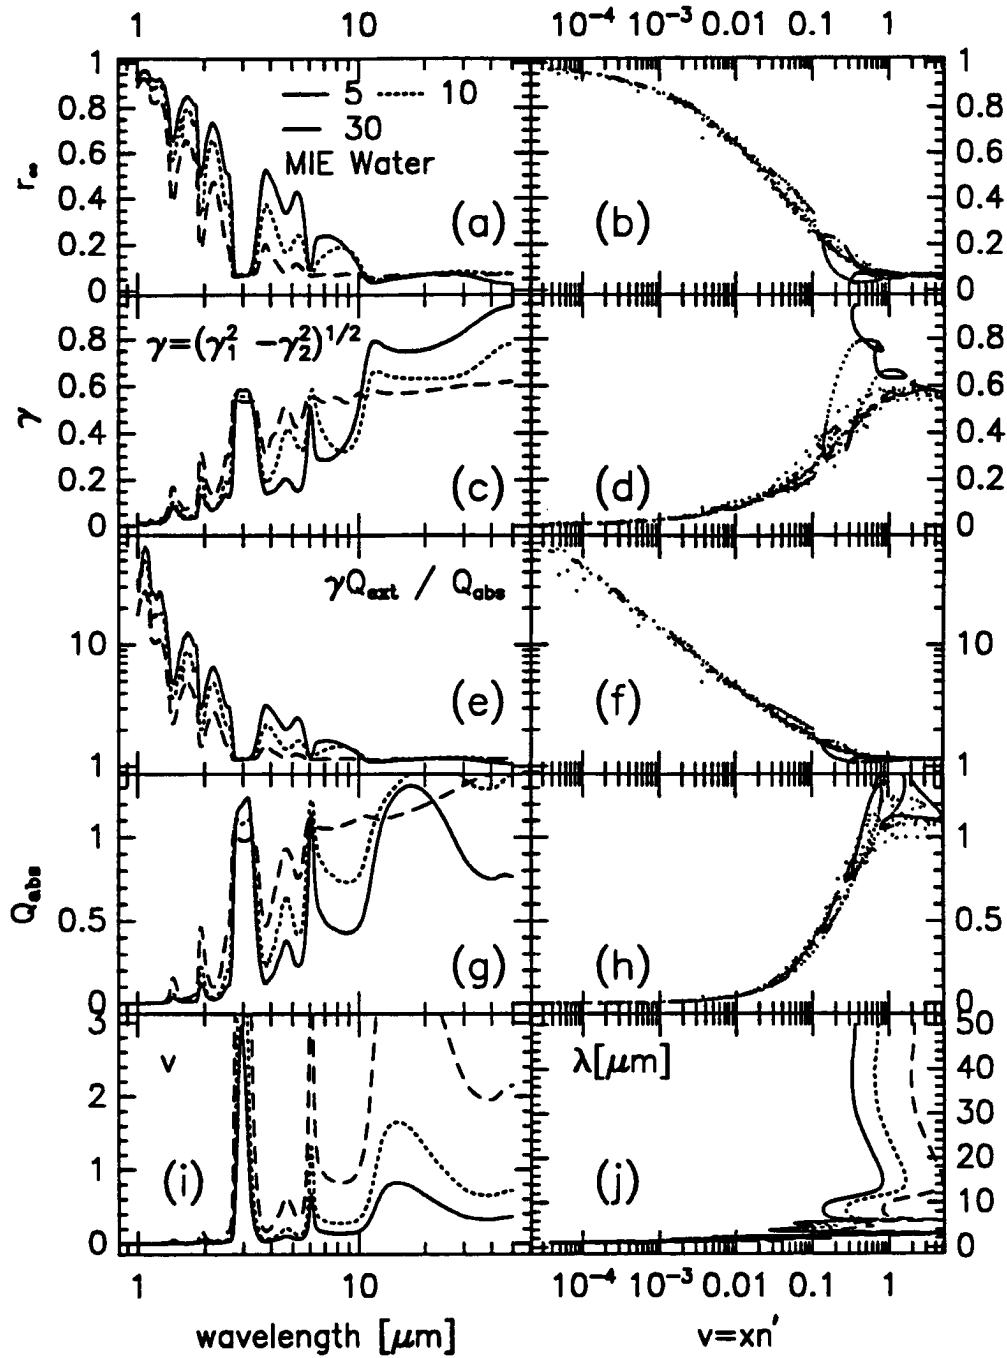 1 10 10⁻⁴ 10⁻³ 0.01 0.1 1
1 0.8 0.6 0.4 0.2 0
r∞
5 10
30
MIE Water
(a)
(b)
0.8 0.6 0.4 0.2 0
0.8 0.6 0.4 0.2 0
γ
γ=(γ₁² −γ₂²)^1/2
(c)
(d)
0.8 0.6 0.4 0.2 0
10 1
γQext / Qabs
(e)
(f)
10 1
1 0.5 0
Qabs
(g)
(h)
1 0.5 0
3 2 1 0
v
(i)
λ[μm]
(j)
50 40 30 20 10 0
1 10 10⁻⁴ 10⁻³ 0.01 0.1 1
wavelength [μm]
v=xn'